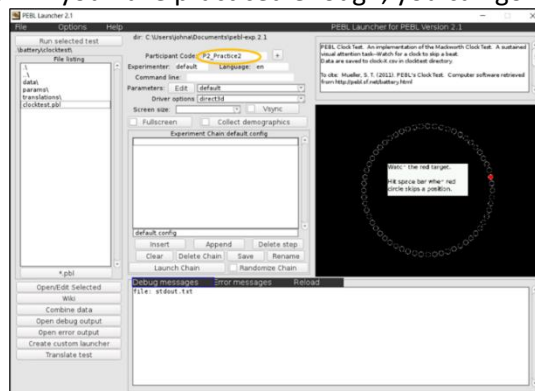 PEBL Launcher 2.1
File Options Help
PEBL Launcher for PEBL Version 2.1
Run selected test
\battery\clocktest\
File listing
.\
..\
data\
params\
translations\
clocktest.pbl
*.pbl
Open/Edit Selected
Wiki
Combine data
Open debug output
Open error output
Create custom launcher
Translate test
dir: C:\Users\johna\Documents\pebl-exp.2.1
Participant Code: P2_Practice2 +
Experimenter: default Language: en
Command line:
Parameters: Edit default
Driver options directx
Screen size: Vsync
Fullscreen Collect demographics
Experiment Chain default.config
default.config
Insert Append Delete step
Clear Delete Chain Save Rename
Launch Chain Randomize Chain
PEBL Clock Test. An implementation of the Mackworth Clock Test. A sustained
visual attention task--Watch for a clock to skip a beat.
Data are saved to clock-X.csv in clocktest directory.
To cite: Mueller, S. T. (2011). PEBL's Clock Test. Computer software retrieved
from http://pebl.sf.net/battery.html
Watch the red target.
Hit space bar when red
circle skips a position.
Debug messages Error messages Reload
file: stdout.txt